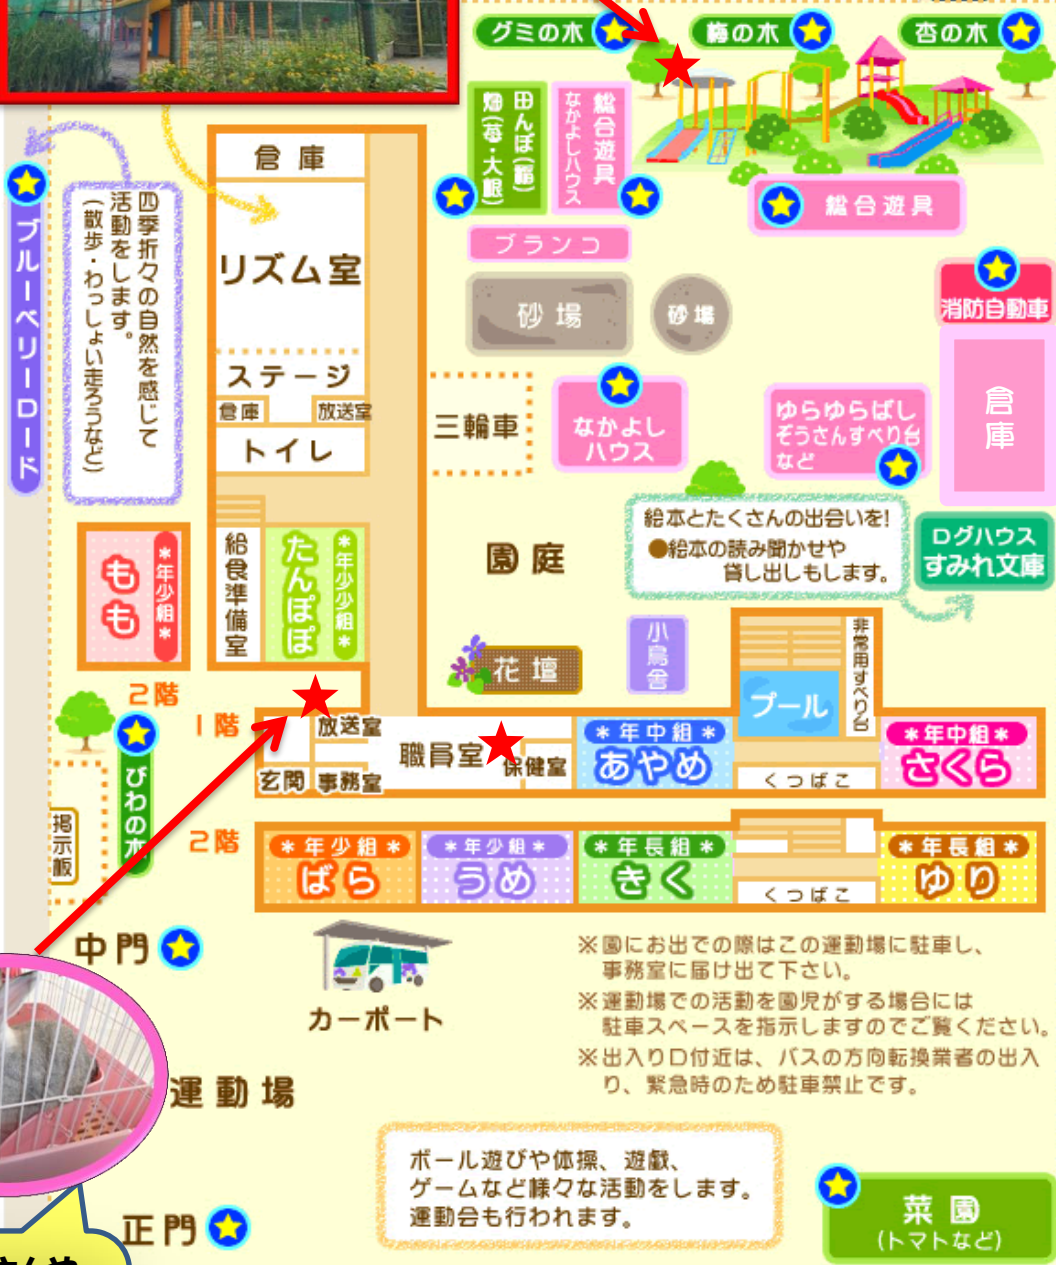 グミの木
梅の木
杏の木
田んぼ(稲)
畑(苺・大根)
総合遊具
なかよしハウス
総合遊具
ブランコ
砂場
砂場
消防自動車
倉庫
三輪車
なかよし
ハウス
ゆらゆらばし
ぞうさんすべり台
など
絵本とたくさんの出会いを!
●絵本の読み聞かせや
貸し出しもします。
ログハウス
すみれ文庫
園庭
ブルーベリーロード
四季折々の自然を感じて
活動をします。
(散歩・わっしょい走ろうなど)
倉庫
リズム室
ステージ
倉庫
放送室
トイレ
給食準備室
*年少少組*
たんぽぽ
*年少組*
もも
2階
花壇
小鳥舎
プール
非常用すべり台
1階
放送室
職員室
保健室
玄関
事務室
*年中組*
あやめ
くつばこ
*年中組*
さくら
びわの木
掲示版
2階
*年少組*
ばら
*年少組*
うめ
*年長組*
きく
くつばこ
*年長組*
ゆり
中門
カーポート
※園にお出での際はこの運動場に駐車し、
事務室に届け出て下さい。
※運動場での活動を園児がする場合には
駐車スペースを指示しますのでご覧ください。
※出入り口付近は、バスの方向転換業者の出入
り、緊急時のため駐車禁止です。
運動場
ボール遊びや体操、遊戯、
ゲームなど様々な活動をします。
運動会も行われます。
正門
菜園
(トマトなど)